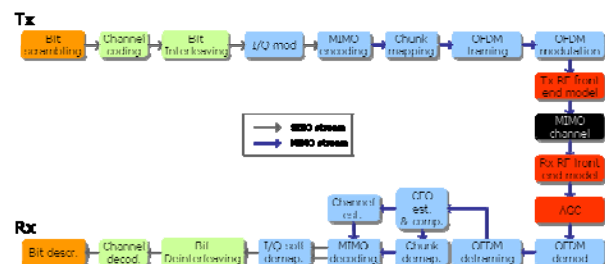 Tx
Bit scrambling
Channel coding
Bit Interleaving
I/Q mod
MIMO encoding
Chunk mapping
OFDM framing
OFDM modulation
Tx RF front end model
MIMO channel
Rx RF front end model
AGC
SISO stream
MIMO stream
Channel est.
CFO est. & comp.
Rx
Bit descr.
Channel decod.
Bit Deinterleaving
I/Q soft demap.
MIMO decoding
Chunk demap.
OFDM deframing
OFDM demod